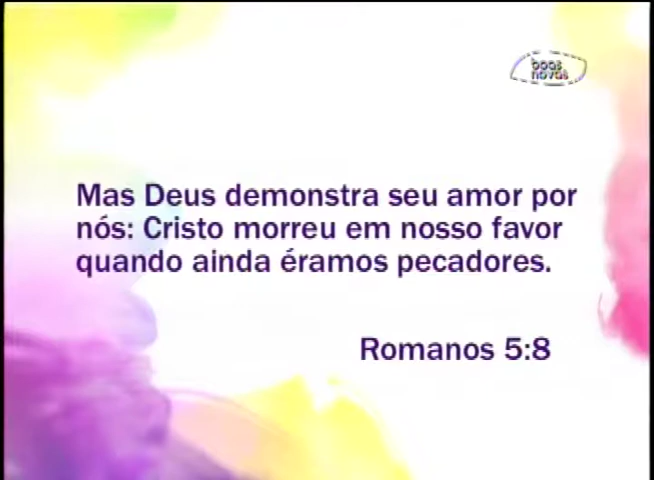 boas
novas
Mas Deus demonstra seu amor por
nós: Cristo morreu em nosso favor
quando ainda éramos pecadores.
Romanos 5:8